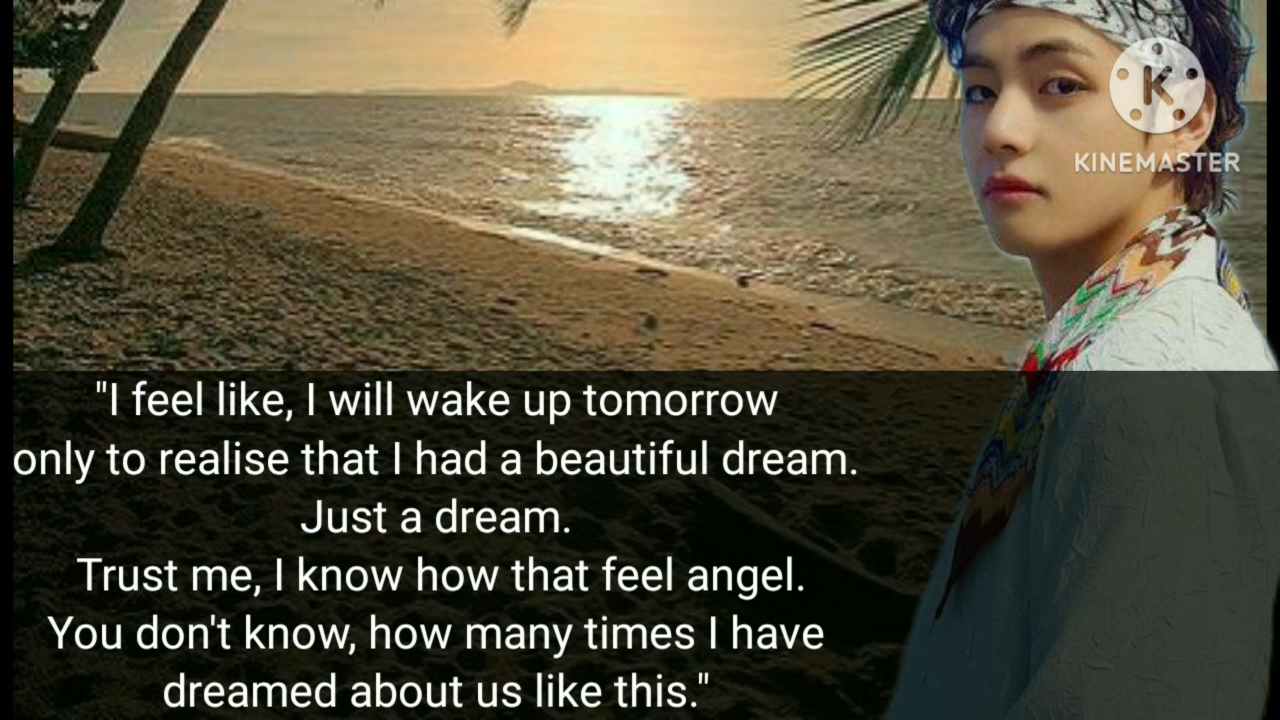 K
KINEMASTER
"I feel like, I will wake up tomorrow
only to realise that I had a beautiful dream.
Just a dream.
Trust me, I know how that feel angel.
You don't know, how many times I have
dreamed about us like this."